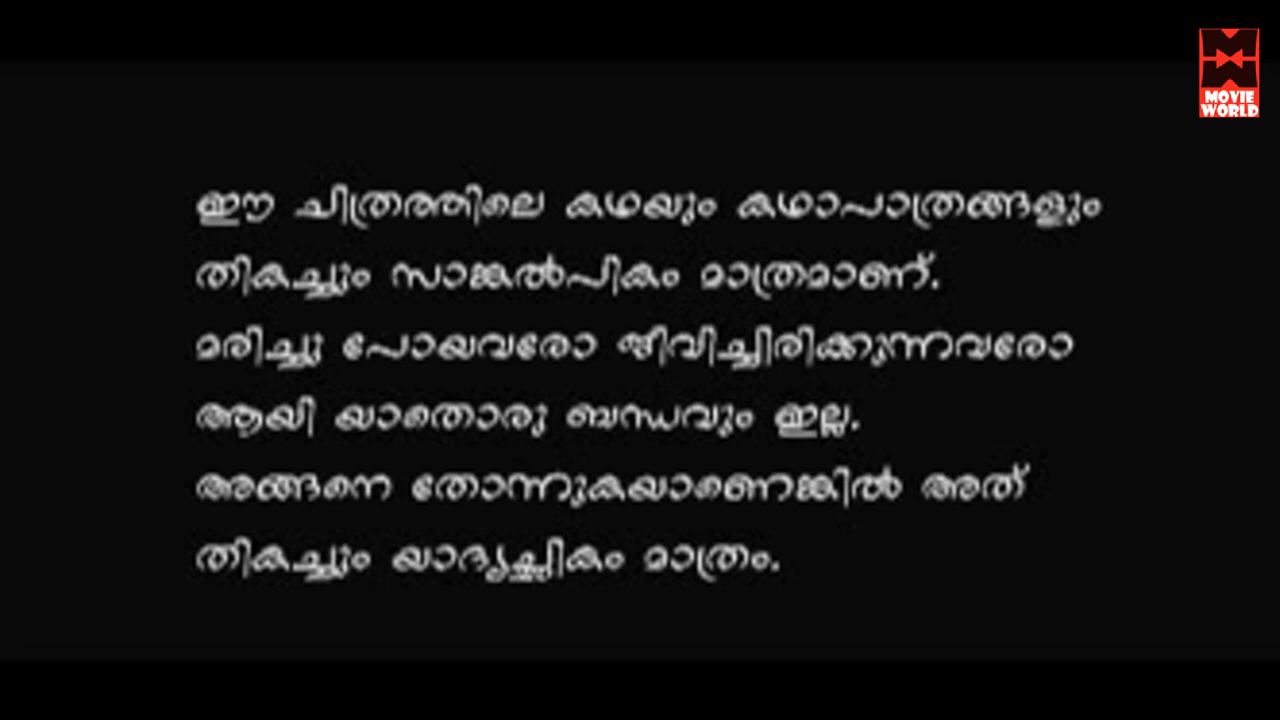 MOVIE
WORLD
ഈ ചിത്രത്തിലെ കഥയും കഥാപാത്രങ്ങളും
തികച്ചും സാങ്കൽപികം മാത്രമാണ്.
മരിച്ചു പോയവരോ ജീവിച്ചിരിക്കുന്നവരോ
ആയി യാതൊരു ബന്ധവും ഇല്ല.
അങ്ങനെ തോന്നുകയാണെങ്കിൽ അത്
തികച്ചും യാദൃച്ഛികം മാത്രം.